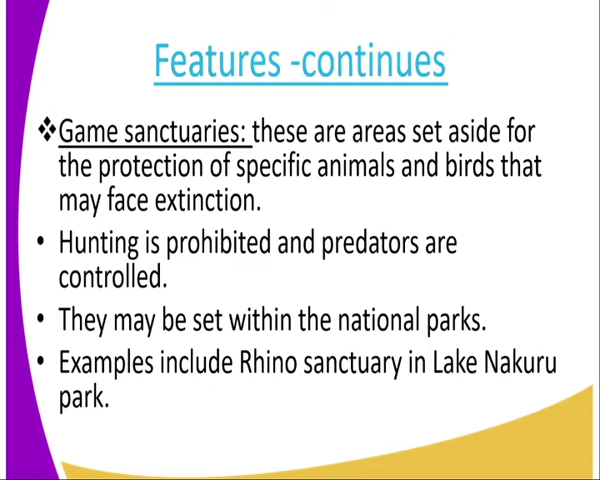 Features -continues
❖Game sanctuaries: these are areas set aside for
the protection of specific animals and birds that
may face extinction.
• Hunting is prohibited and predators are
controlled.
• They may be set within the national parks.
• Examples include Rhino sanctuary in Lake Nakuru
park.